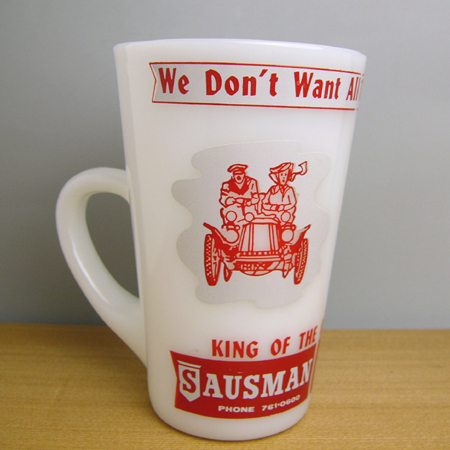 We Don't Want All
KING OF THE
SAUSMAN
PHONE 761-0600